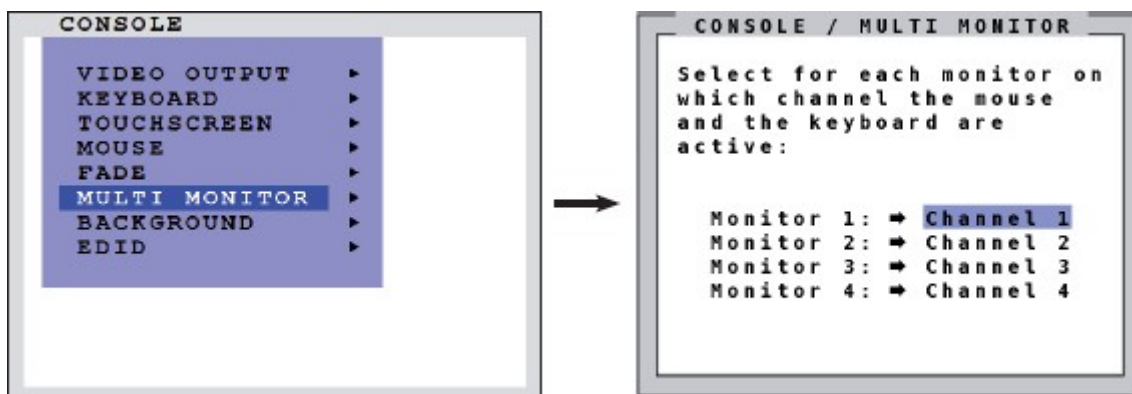 CONSOLE
VIDEO OUTPUT
KEYBOARD
TOUCHSCREEN
MOUSE
FADE
MULTI MONITOR
BACKGROUND
EDID
CONSOLE / MULTI MONITOR
Select for each monitor on
which channel the mouse
and the keyboard are
active:
Monitor 1: ➡ Channel 1
Monitor 2: ➡ Channel 2
Monitor 3: ➡ Channel 3
Monitor 4: ➡ Channel 4